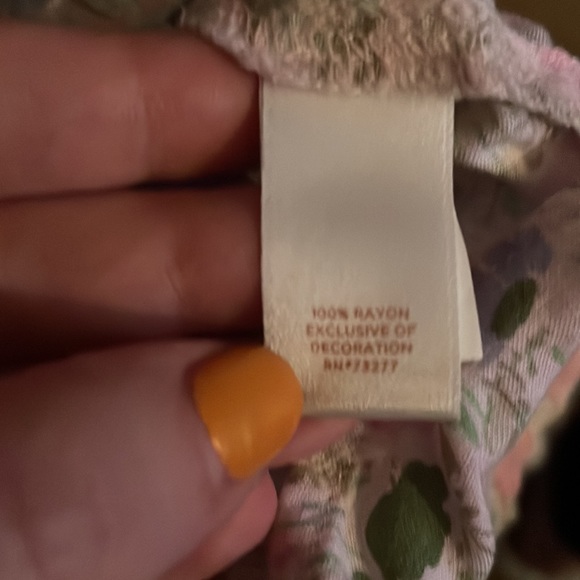 100% RAYON
EXCLUSIVE OF
DECORATION
RN#73277